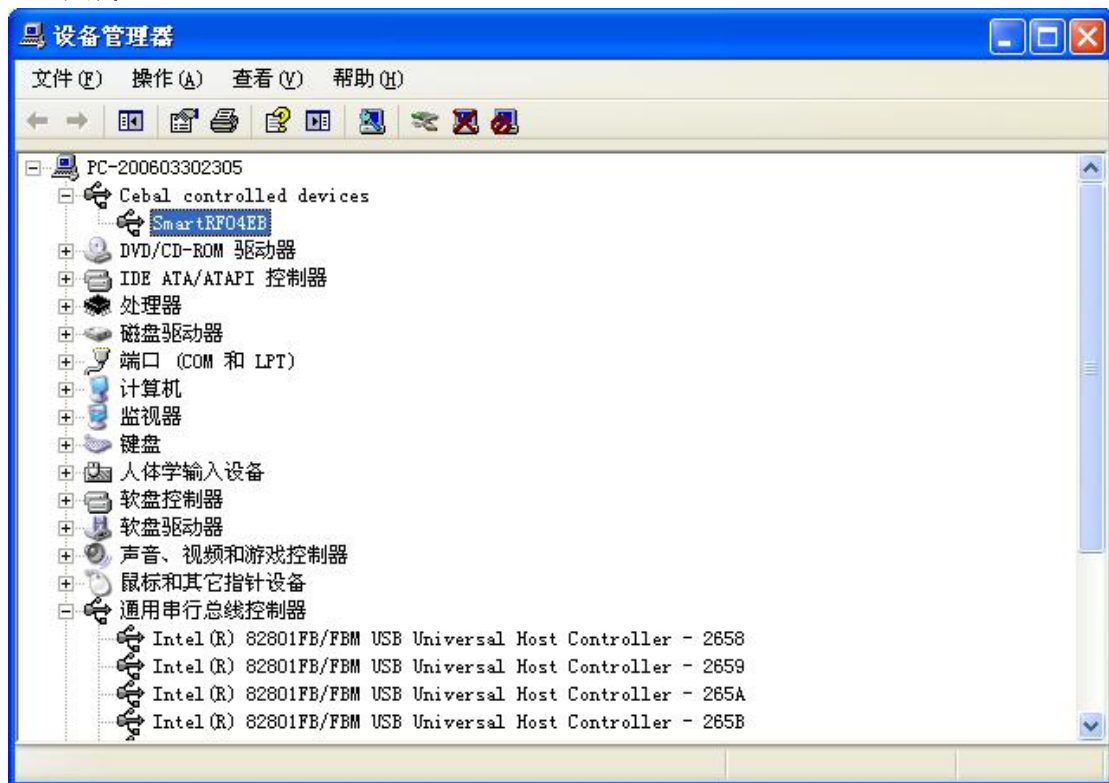 设备管理器
文件(F) 操作(A) 查看(V) 帮助(H)
PC-200603302305
Cebal controlled devices
SmartRF04EB
DVD/CD-ROM 驱动器
IDE ATA/ATAPI 控制器
处理器
磁盘驱动器
端口 (COM 和 LPT)
计算机
监视器
键盘
人体学输入设备
软盘控制器
软盘驱动器
声音、视频和游戏控制器
鼠标和其它指针设备
通用串行总线控制器
Intel(R) 82801FB/FBM USB Universal Host Controller - 2658
Intel(R) 82801FB/FBM USB Universal Host Controller - 2659
Intel(R) 82801FB/FBM USB Universal Host Controller - 265A
Intel(R) 82801FB/FBM USB Universal Host Controller - 265B